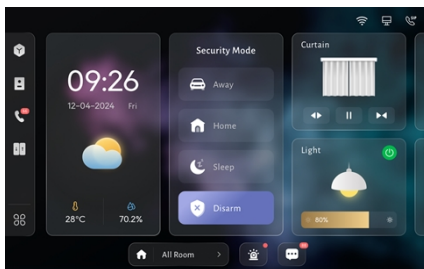 SIP
09:26
12-04-2024 Fri
28°C
70.2%
Security Mode
Away
Home
Sleep
Disarm
Curtain
Light
80%
All Room